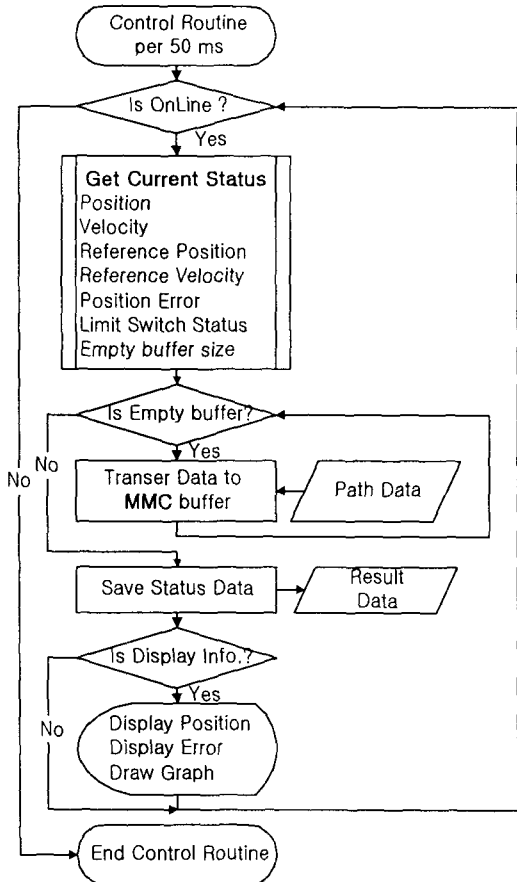 Control Routine
per 50 ms
Is OnLine ?
Yes
Get Current Status
Position
Velocity
Reference Position
Reference Velocity
Position Error
Limit Switch Status
Empty buffer size
Is Empty buffer?
No
No
Yes
Transer Data to
MMC buffer
Path Data
Save Status Data
Result
Data
Is Display Info.?
Yes
No
Display Position
Display Error
Draw Graph
End Control Routine